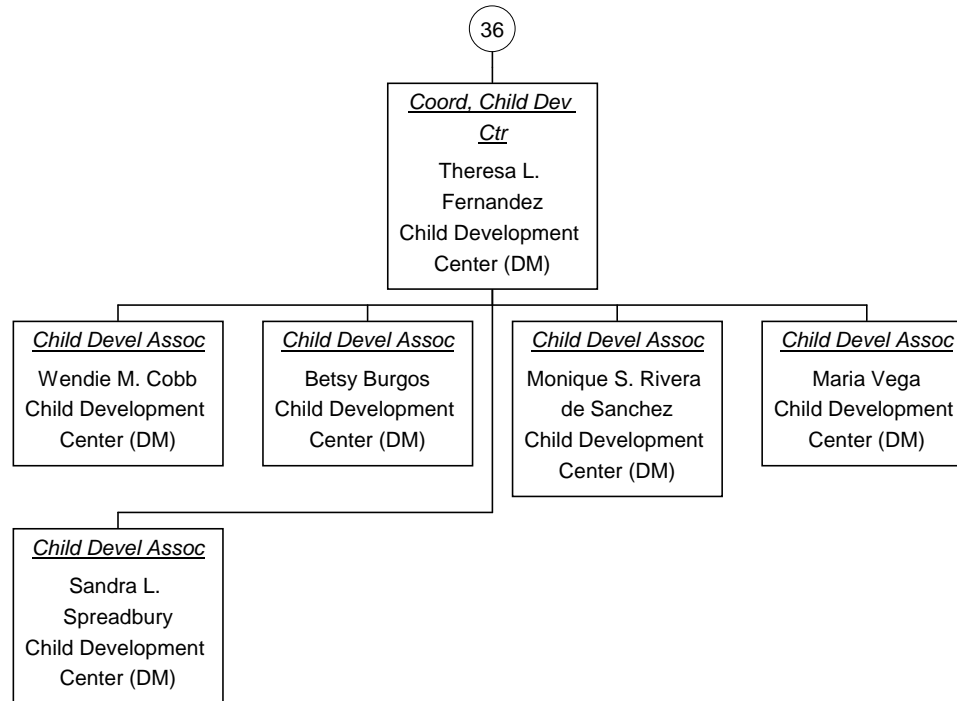 36
Coord, Child Dev
Ctr
Theresa L.
Fernandez
Child Development
Center (DM)
Child Devel Assoc
Wendie M. Cobb
Child Development
Center (DM)
Child Devel Assoc
Betsy Burgos
Child Development
Center (DM)
Child Devel Assoc
Monique S. Rivera
de Sanchez
Child Development
Center (DM)
Child Devel Assoc
Maria Vega
Child Development
Center (DM)
Child Devel Assoc
Sandra L.
Spreadbury
Child Development
Center (DM)